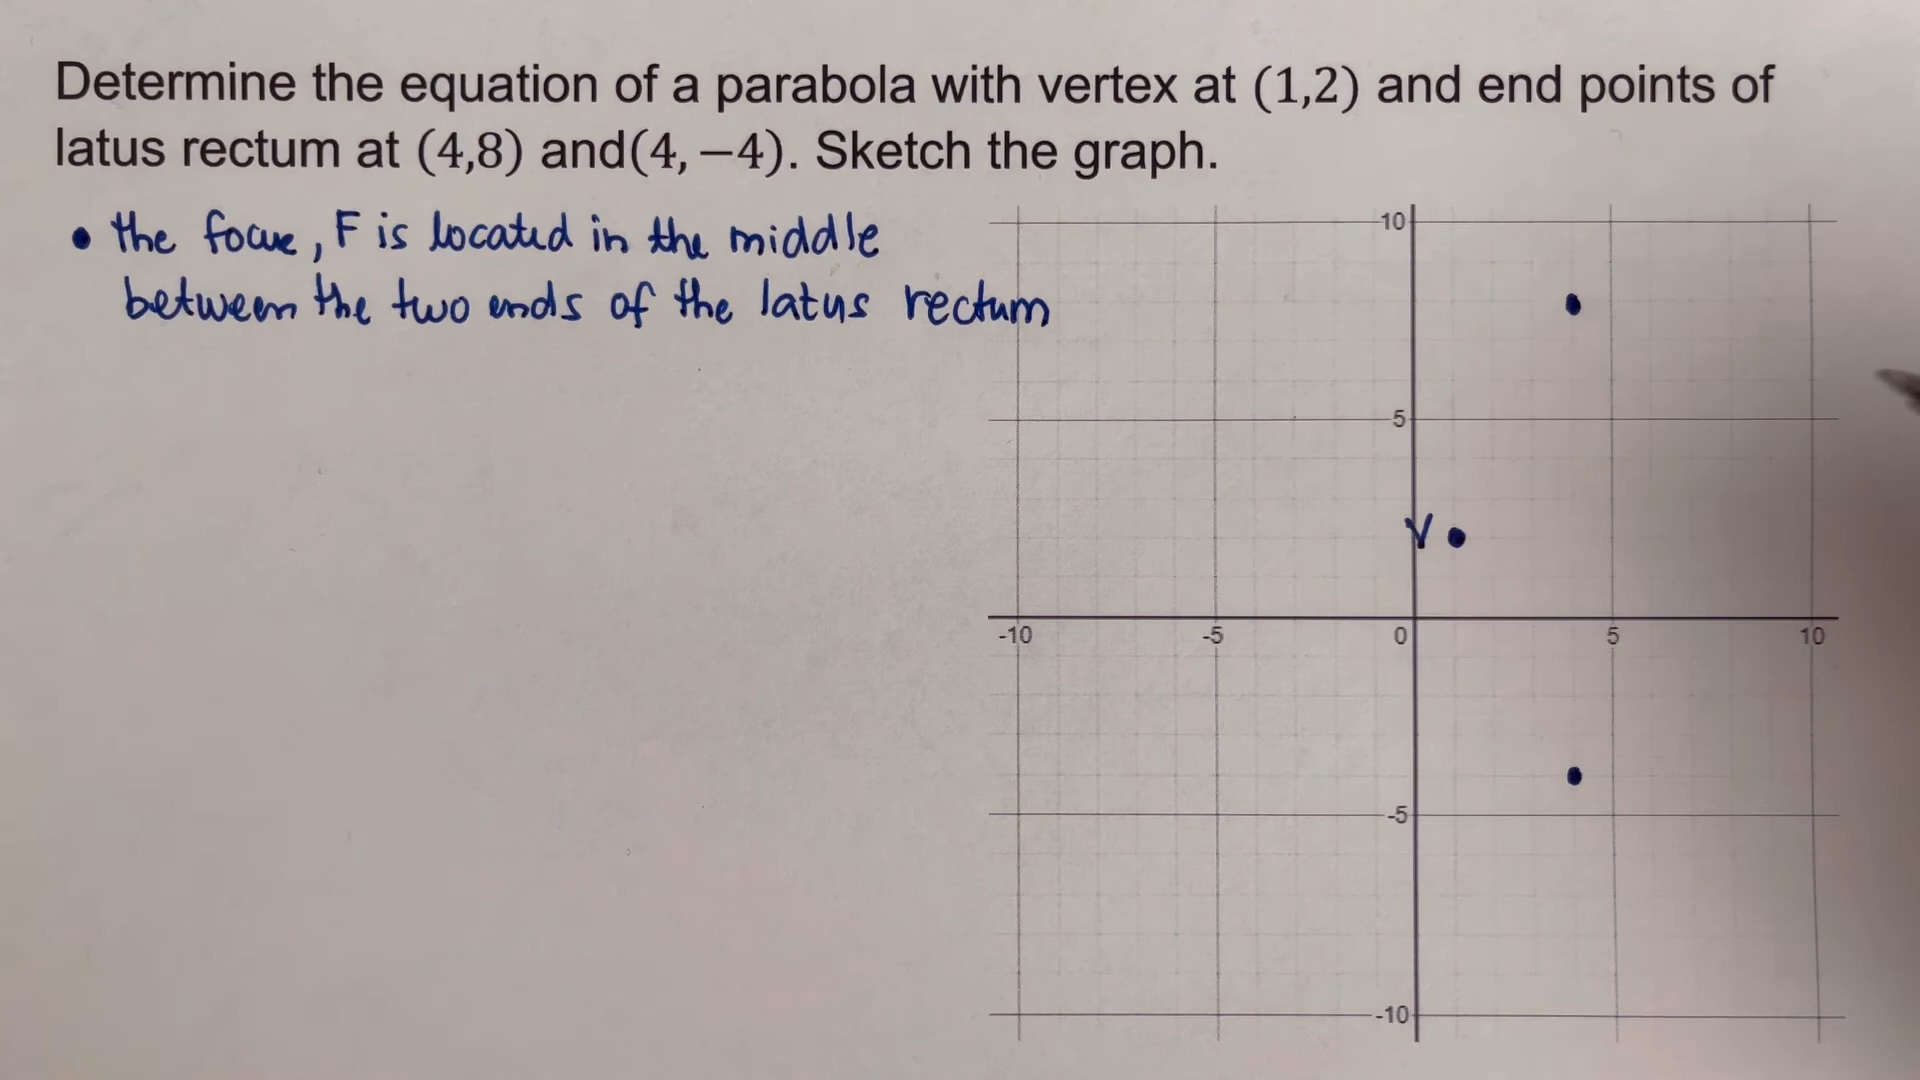 Determine the equation of a parabola with vertex at (1,2) and end points of
latus rectum at (4,8) and(4, −4). Sketch the graph.
• the focus, F is located in the middle
between the two ends of the latus rectum
10
5
V
-10 -5 0 5 10
-5
-10